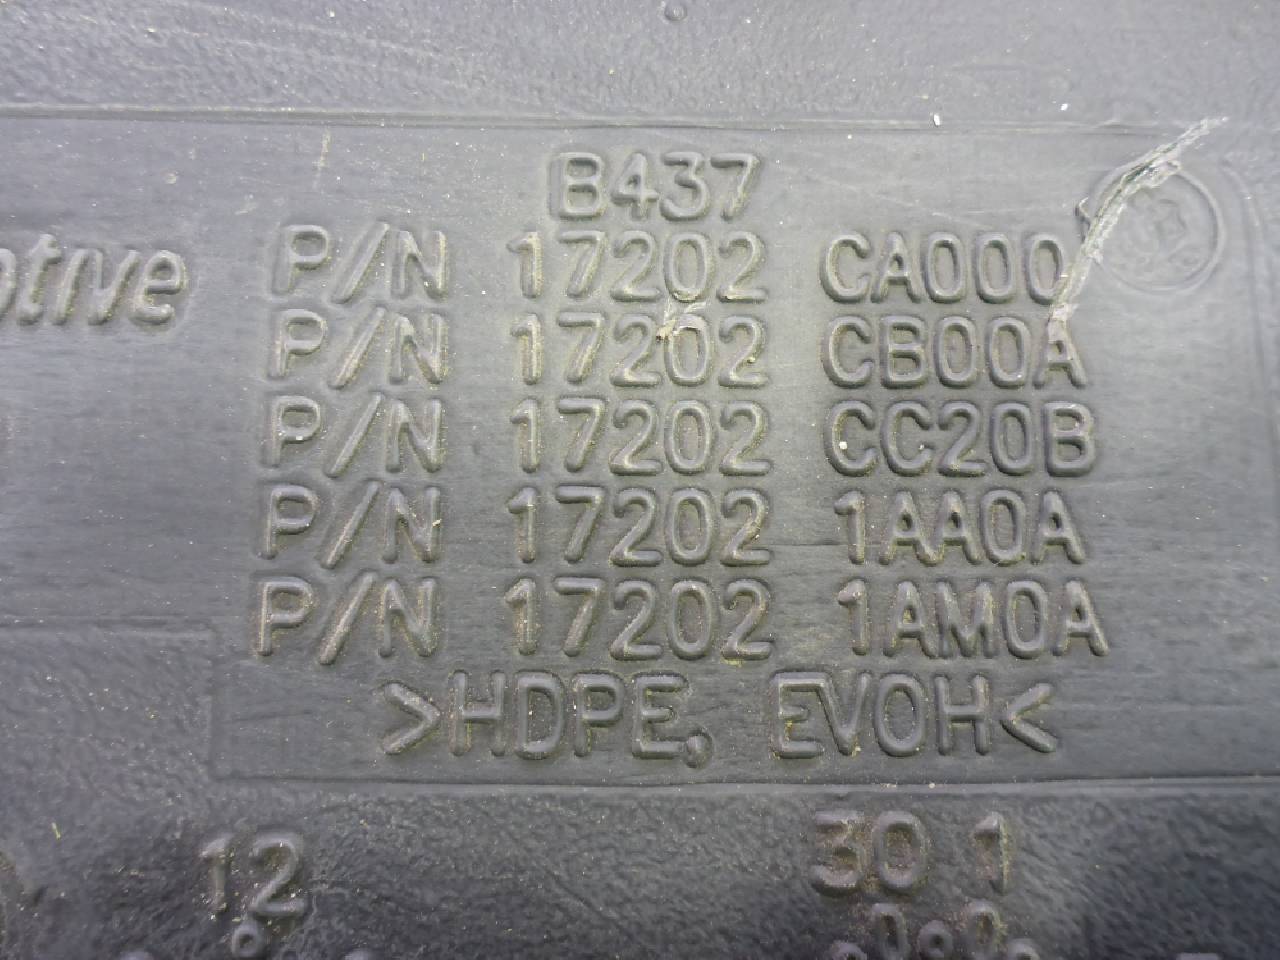 B437
P/N 17202 CA000
otive
P/N 17202 CB00A
P/N 17202 CC20B
P/N 17202 1AA0A
P/N 17202 1AM0A
>HDPE, EVOH<
12 30 1